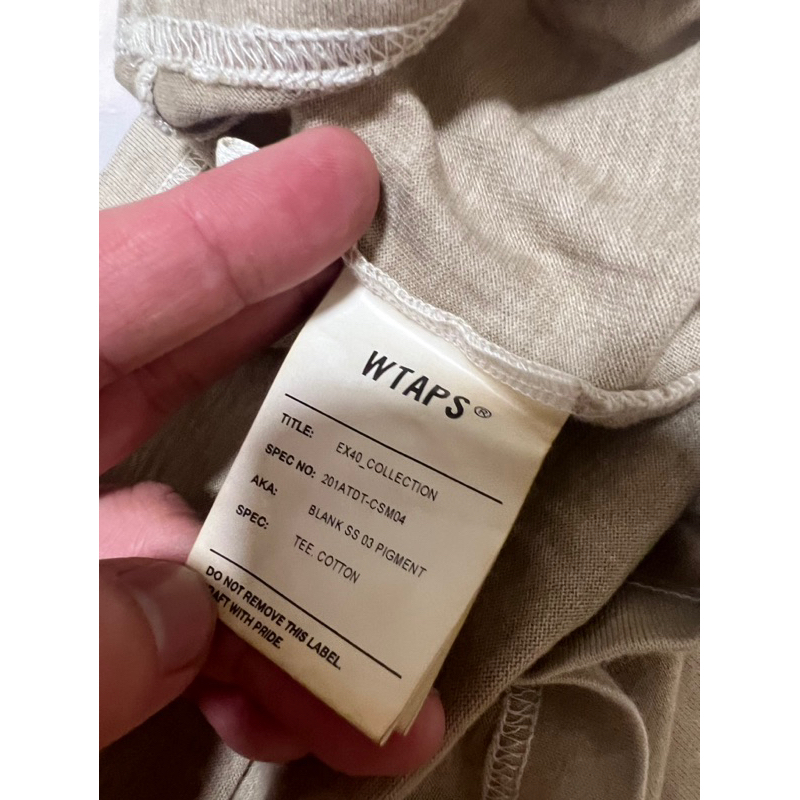 WTAPS®
TITLE: EX40_COLLECTION
SPEC NO: 201ATDT-CSM04
AKA: BLANK SS 03 PIGMENT
SPEC: TEE. COTTON
DO NOT REMOVE THIS LABEL.
WITH PRIDE.